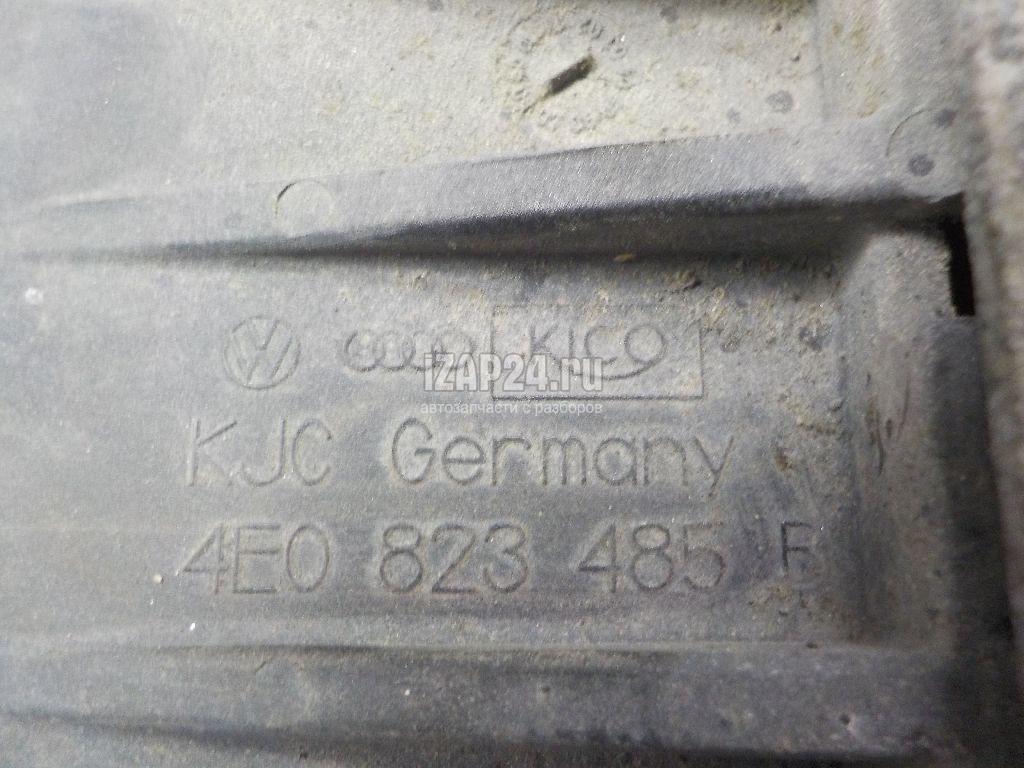 KICO
iZAP24.ru
автозапчасти с разборов
KJC Germany
4E0 823 485 B